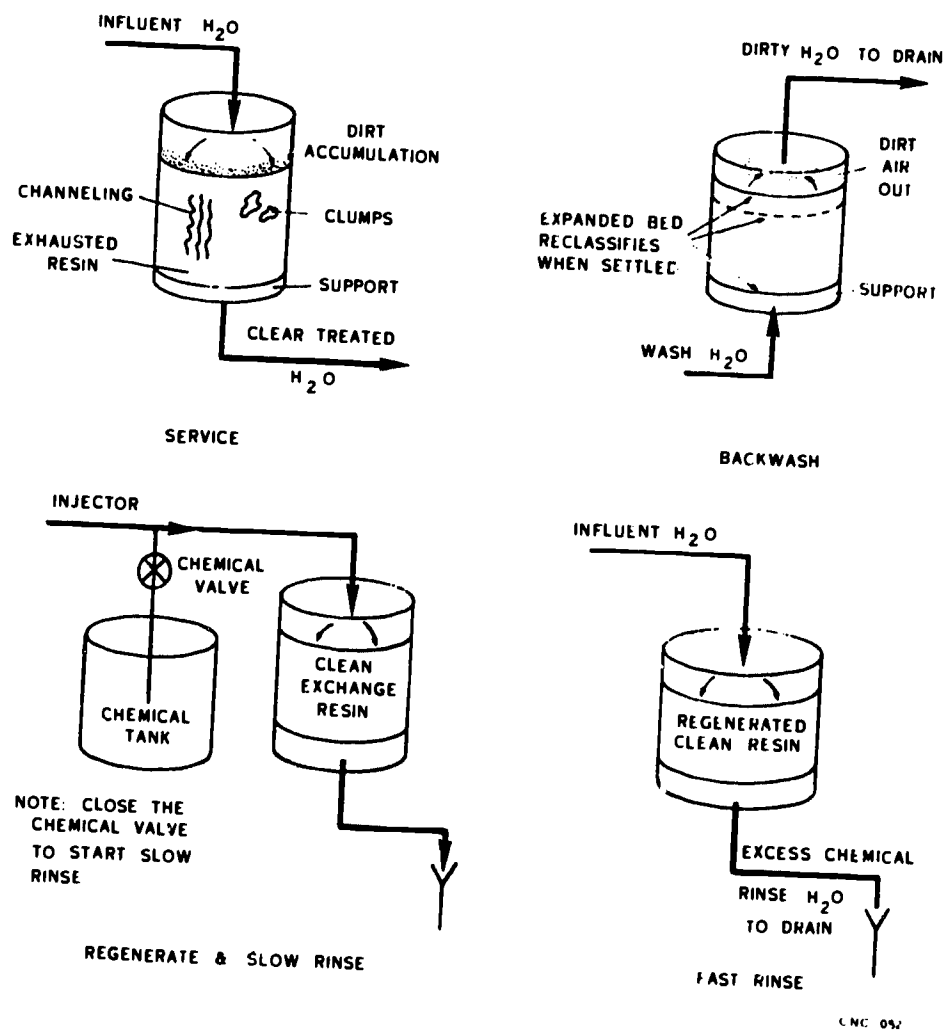 INFLUENT H2O
DIRT
ACCUMULATION
CHANNELING
CLUMPS
EXHAUSTED
RESIN
SUPPORT
CLEAR TREATED
H2O
SERVICE
DIRTY H2O TO DRAIN
DIRT
AIR
OUT
EXPANDED BED
RECLASSIFIES
WHEN SETTLED
SUPPORT
WASH H2O
BACKWASH
INJECTOR
CHEMICAL
VALVE
CLEAN
EXCHANGE
RESIN
CHEMICAL
TANK
NOTE: CLOSE THE
CHEMICAL VALVE
TO START SLOW
RINSE
REGENERATE & SLOW RINSE
INFLUENT H2O
REGENERATED
CLEAN RESIN
EXCESS CHEMICAL
RINSE H2O
TO DRAIN
FAST RINSE